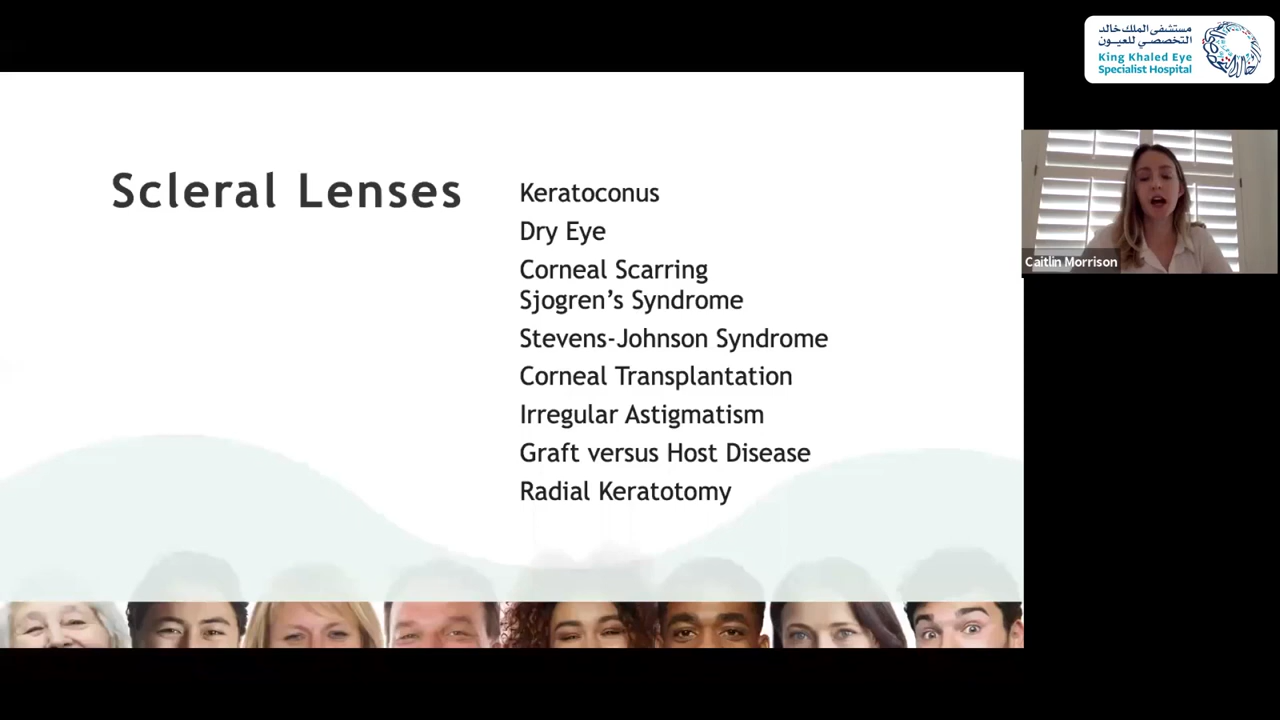 مستشفى الملك خالد
التخصصي للعيون
King Khaled Eye
Specialist Hospital
Scleral Lenses
Keratoconus
Dry Eye
Corneal Scarring
Sjogren’s Syndrome
Stevens-Johnson Syndrome
Corneal Transplantation
Irregular Astigmatism
Graft versus Host Disease
Radial Keratotomy
Caitlin Morrison